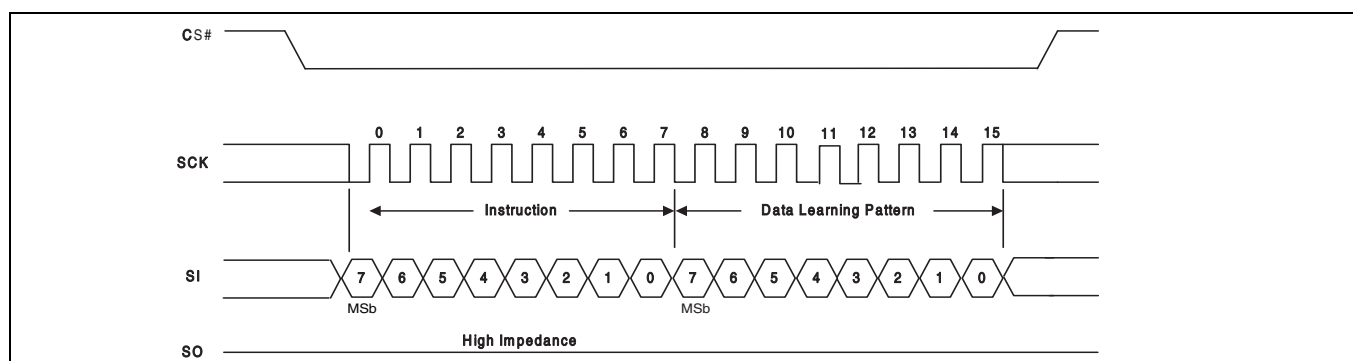 CS#
0 1 2 3 4 5 6 7 8 9 10 11 12 13 14 15
SCK
Instruction Data Learning Pattern
SI 7 6 5 4 3 2 1 0 7 6 5 4 3 2 1 0
MSb MSb
High Impedance
SO